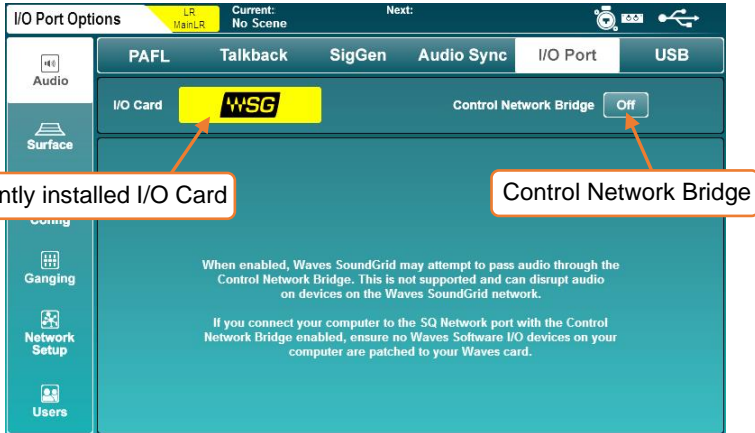 I/O Port Options
LR
MainLR
Current:
No Scene
Next:
PAFL
Talkback
SigGen
Audio Sync
I/O Port
USB
Audio
Surface
Config
Ganging
Network
Setup
Users
I/O Card
WSG
Control Network Bridge
Off
ntly installed I/O Card
Control Network Bridge
When enabled, Waves SoundGrid may attempt to pass audio through the
Control Network Bridge. This is not supported and can disrupt audio
on devices on the Waves SoundGrid network.
If you connect your computer to the SQ Network port with the Control
Network Bridge enabled, ensure no Waves Software I/O devices on your
computer are patched to your Waves card.